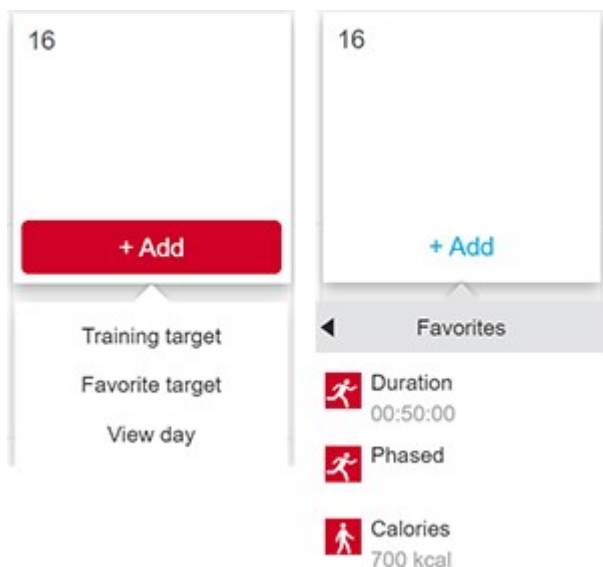 16
+ Add
Training target
Favorite target
View day
16
+ Add
Favorites
Duration
00:50:00
Phased
Calories
700 kcal